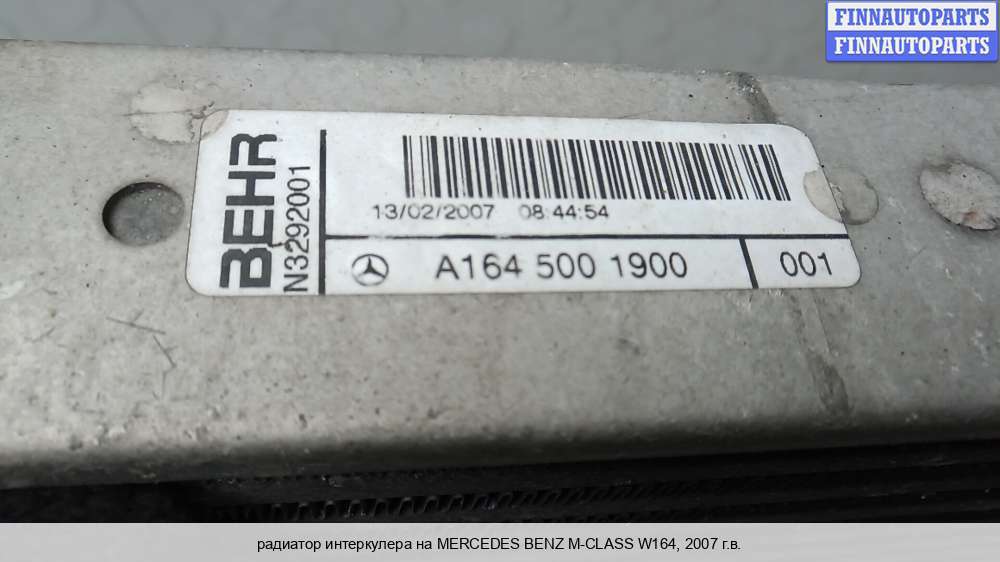 FINNAUTOPARTS
FINNAUTOPARTS
BEHR
N3292001
13/02/2007 08:44:54
A164 500 1900
001
радиатор интеркулера на MERCEDES BENZ M-CLASS W164, 2007 г.в.